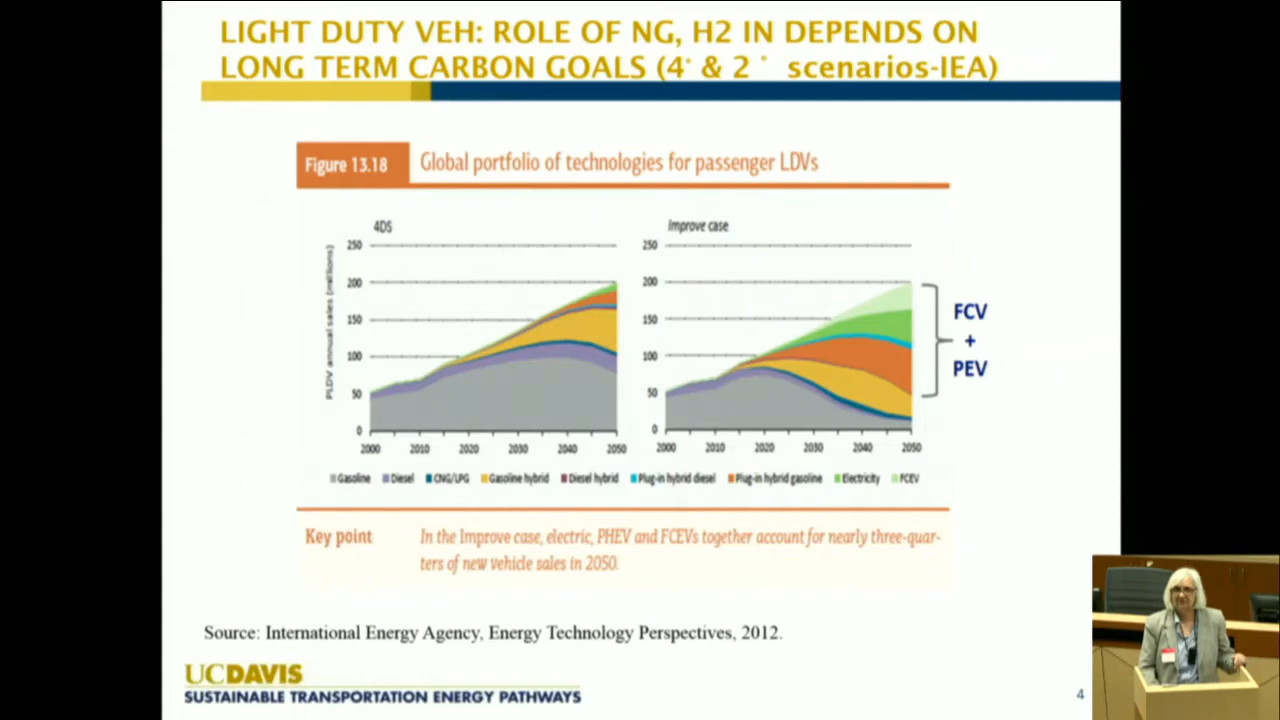 LIGHT DUTY VEH: ROLE OF NG, H2 IN DEPENDS ON
LONG TERM CARBON GOALS (4° & 2 ° scenarios-IEA)
Figure 13.18
Global portfolio of technologies for passenger LDVs
4DS
Improve case
PLDV annual sales (millions)
250
200
150
100
50
0
2000 2010 2020 2030 2040 2050
250
200
150
100
50
0
2000 2010 2020 2030 2040 2050
FCV
+
PEV
Gasoline Diesel CNG/LPG Gasoline hybrid Diesel hybrid Plug-in hybrid diesel Plug-in hybrid gasoline Electricity FCEV
Key point
In the Improve case, electric, PHEV and FCEVs together account for nearly three-quar-
ters of new vehicle sales in 2050.
Source: International Energy Agency, Energy Technology Perspectives, 2012.
UCDAVIS
SUSTAINABLE TRANSPORTATION ENERGY PATHWAYS
4